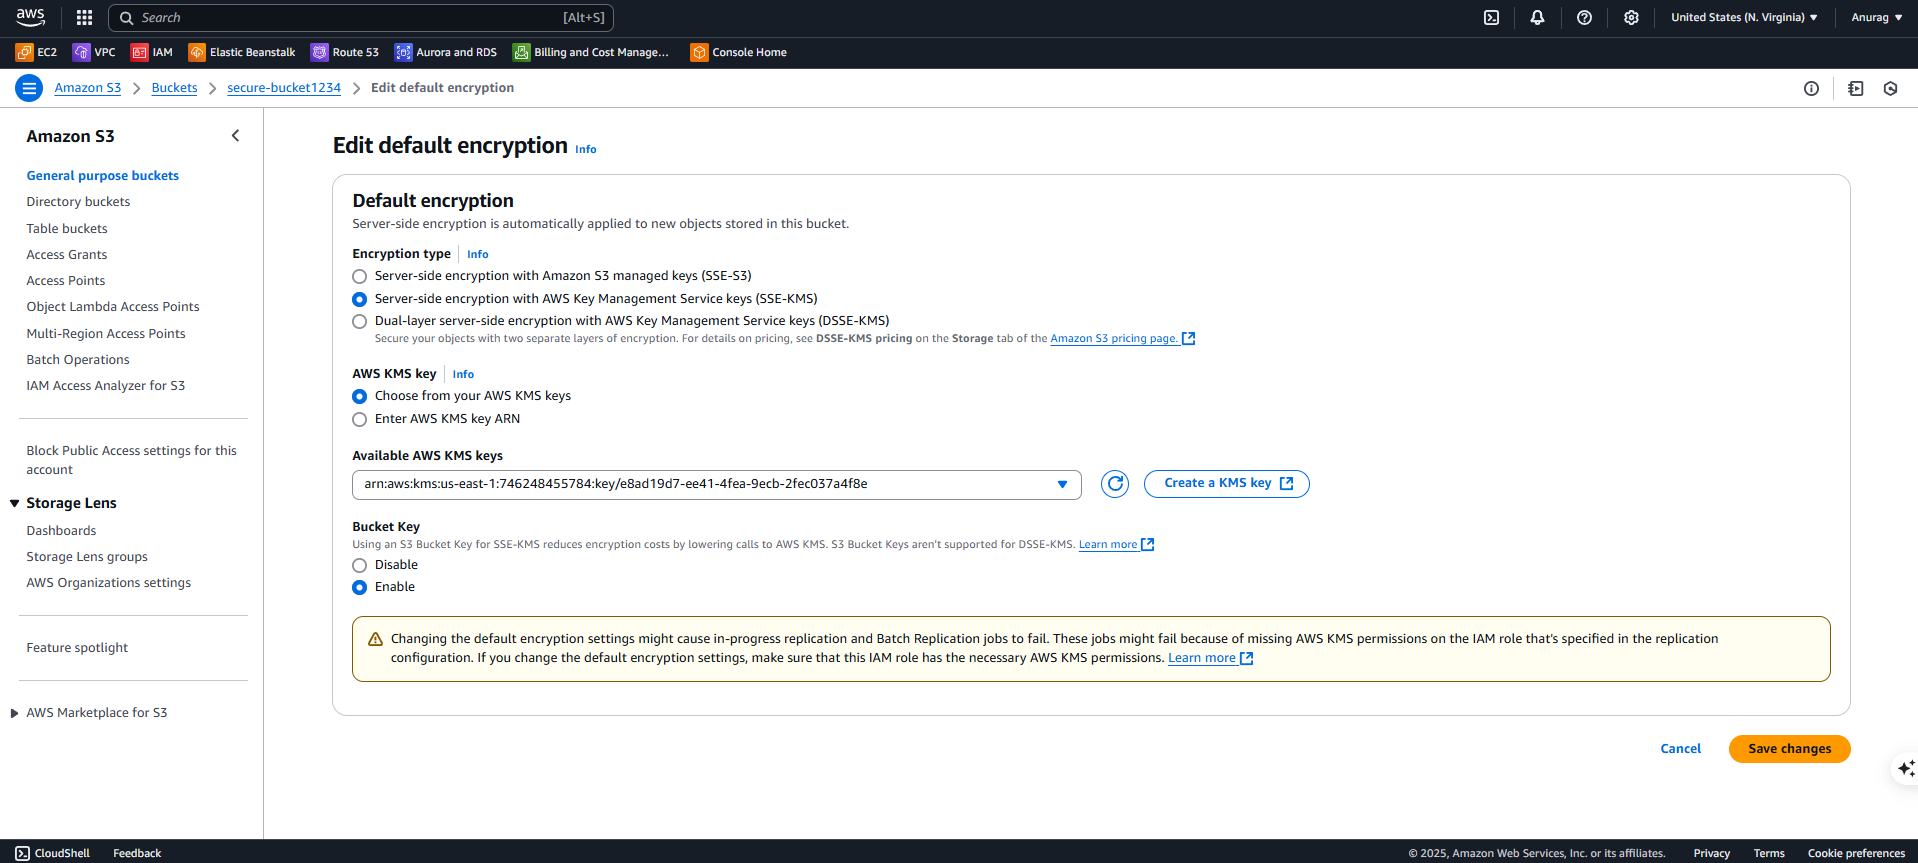 aws
Search [Alt+S]
United States (N. Virginia)
Anurag
EC2 VPC IAM Elastic Beanstalk Route 53 Aurora and RDS Billing and Cost Manage... Console Home
Amazon S3 > Buckets > secure-bucket1234 > Edit default encryption
Amazon S3
General purpose buckets
Directory buckets
Table buckets
Access Grants
Access Points
Object Lambda Access Points
Multi-Region Access Points
Batch Operations
IAM Access Analyzer for S3
Block Public Access settings for this
account
Storage Lens
Dashboards
Storage Lens groups
AWS Organizations settings
Feature spotlight
AWS Marketplace for S3
Edit default encryption Info
Default encryption
Server-side encryption is automatically applied to new objects stored in this bucket.
Encryption type Info
Server-side encryption with Amazon S3 managed keys (SSE-S3)
Server-side encryption with AWS Key Management Service keys (SSE-KMS)
Dual-layer server-side encryption with AWS Key Management Service keys (DSSE-KMS)
Secure your objects with two separate layers of encryption. For details on pricing, see DSSE-KMS pricing on the Storage tab of the Amazon S3 pricing page.
AWS KMS key Info
Choose from your AWS KMS keys
Enter AWS KMS key ARN
Available AWS KMS keys
arn:aws:kms:us-east-1:746248455784:key/e8ad19d7-ee41-4fea-9ecb-2fec037a4f8e
Create a KMS key
Bucket Key
Using an S3 Bucket Key for SSE-KMS reduces encryption costs by lowering calls to AWS KMS. S3 Bucket Keys aren't supported for DSSE-KMS. Learn more
Disable
Enable
Changing the default encryption settings might cause in-progress replication and Batch Replication jobs to fail. These jobs might fail because of missing AWS KMS permissions on the IAM role that's specified in the replication
configuration. If you change the default encryption settings, make sure that this IAM role has the necessary AWS KMS permissions. Learn more
Cancel
Save changes
CloudShell Feedback
© 2025, Amazon Web Services, Inc. or its affiliates. Privacy Terms Cookie preferences